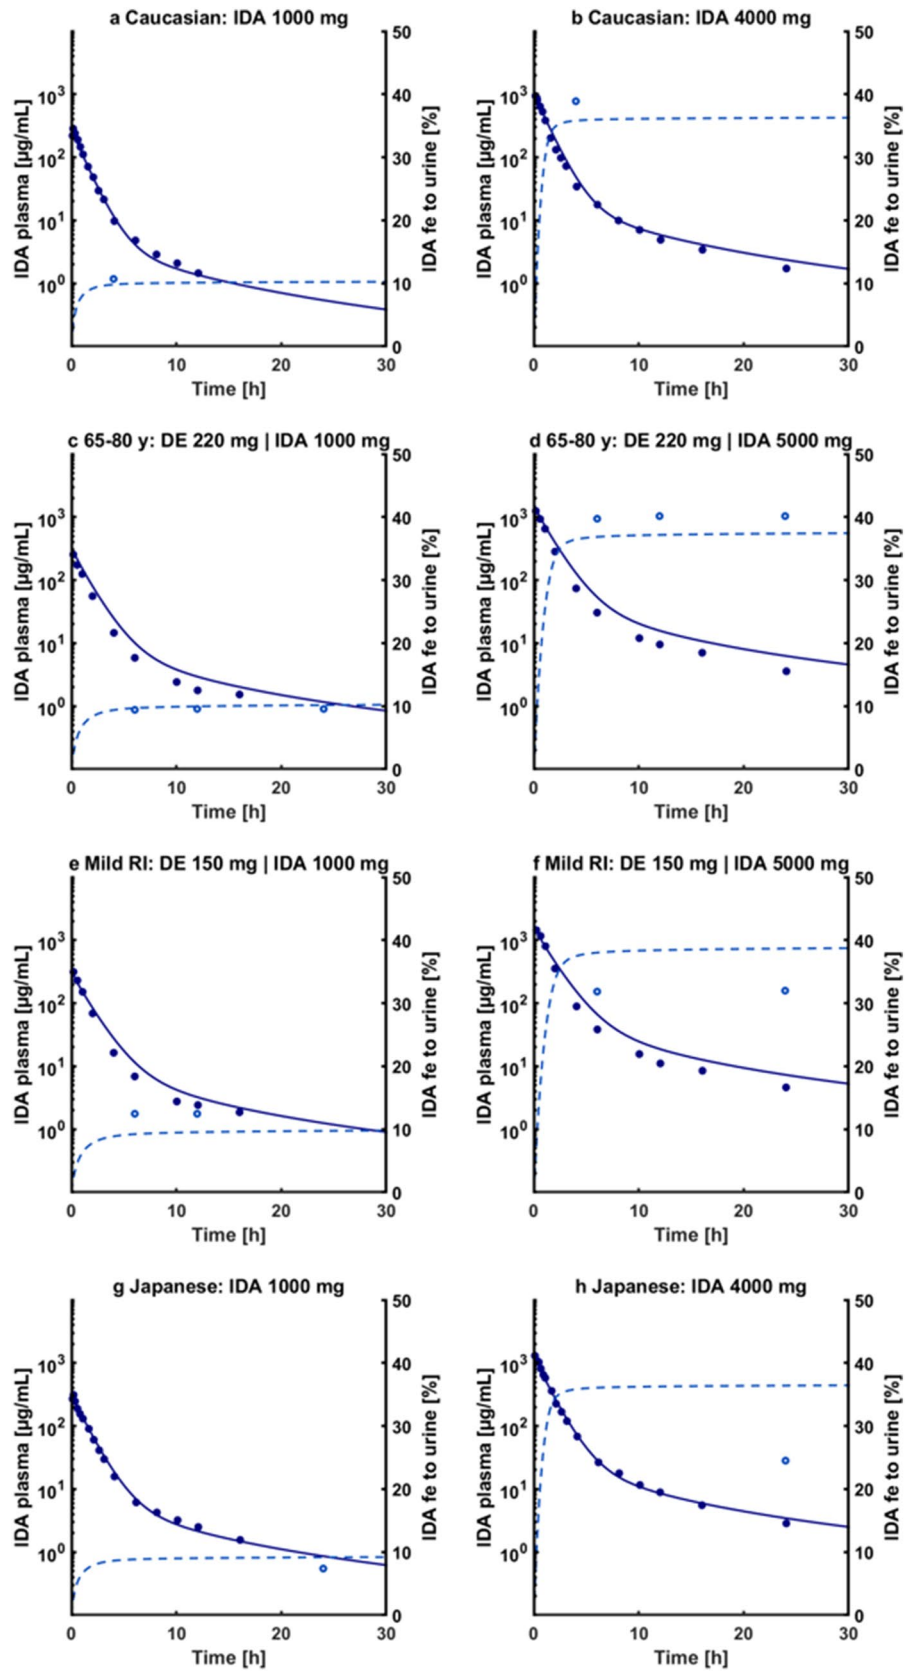 a Caucasian: IDA 1000 mg
IDA plasma [µg/mL]
10³
10²
10¹
10⁰
50
40
30
20
10
0
IDA fe to urine [%]
0 10 20 30
Time [h]
b Caucasian: IDA 4000 mg
IDA plasma [µg/mL]
10³
10²
10¹
10⁰
50
40
30
20
10
0
IDA fe to urine [%]
0 10 20 30
Time [h]
c 65-80 y: DE 220 mg | IDA 1000 mg
IDA plasma [µg/mL]
10³
10²
10¹
10⁰
50
40
30
20
10
0
IDA fe to urine [%]
0 10 20 30
Time [h]
d 65-80 y: DE 220 mg | IDA 5000 mg
IDA plasma [µg/mL]
10³
10²
10¹
10⁰
50
40
30
20
10
0
IDA fe to urine [%]
0 10 20 30
Time [h]
e Mild RI: DE 150 mg | IDA 1000 mg
IDA plasma [µg/mL]
10³
10²
10¹
10⁰
50
40
30
20
10
0
IDA fe to urine [%]
0 10 20 30
Time [h]
f Mild RI: DE 150 mg | IDA 5000 mg
IDA plasma [µg/mL]
10³
10²
10¹
10⁰
50
40
30
20
10
0
IDA fe to urine [%]
0 10 20 30
Time [h]
g Japanese: IDA 1000 mg
IDA plasma [µg/mL]
10³
10²
10¹
10⁰
50
40
30
20
10
0
IDA fe to urine [%]
0 10 20 30
Time [h]
h Japanese: IDA 4000 mg
IDA plasma [µg/mL]
10³
10²
10¹
10⁰
50
40
30
20
10
0
IDA fe to urine [%]
0 10 20 30
Time [h]